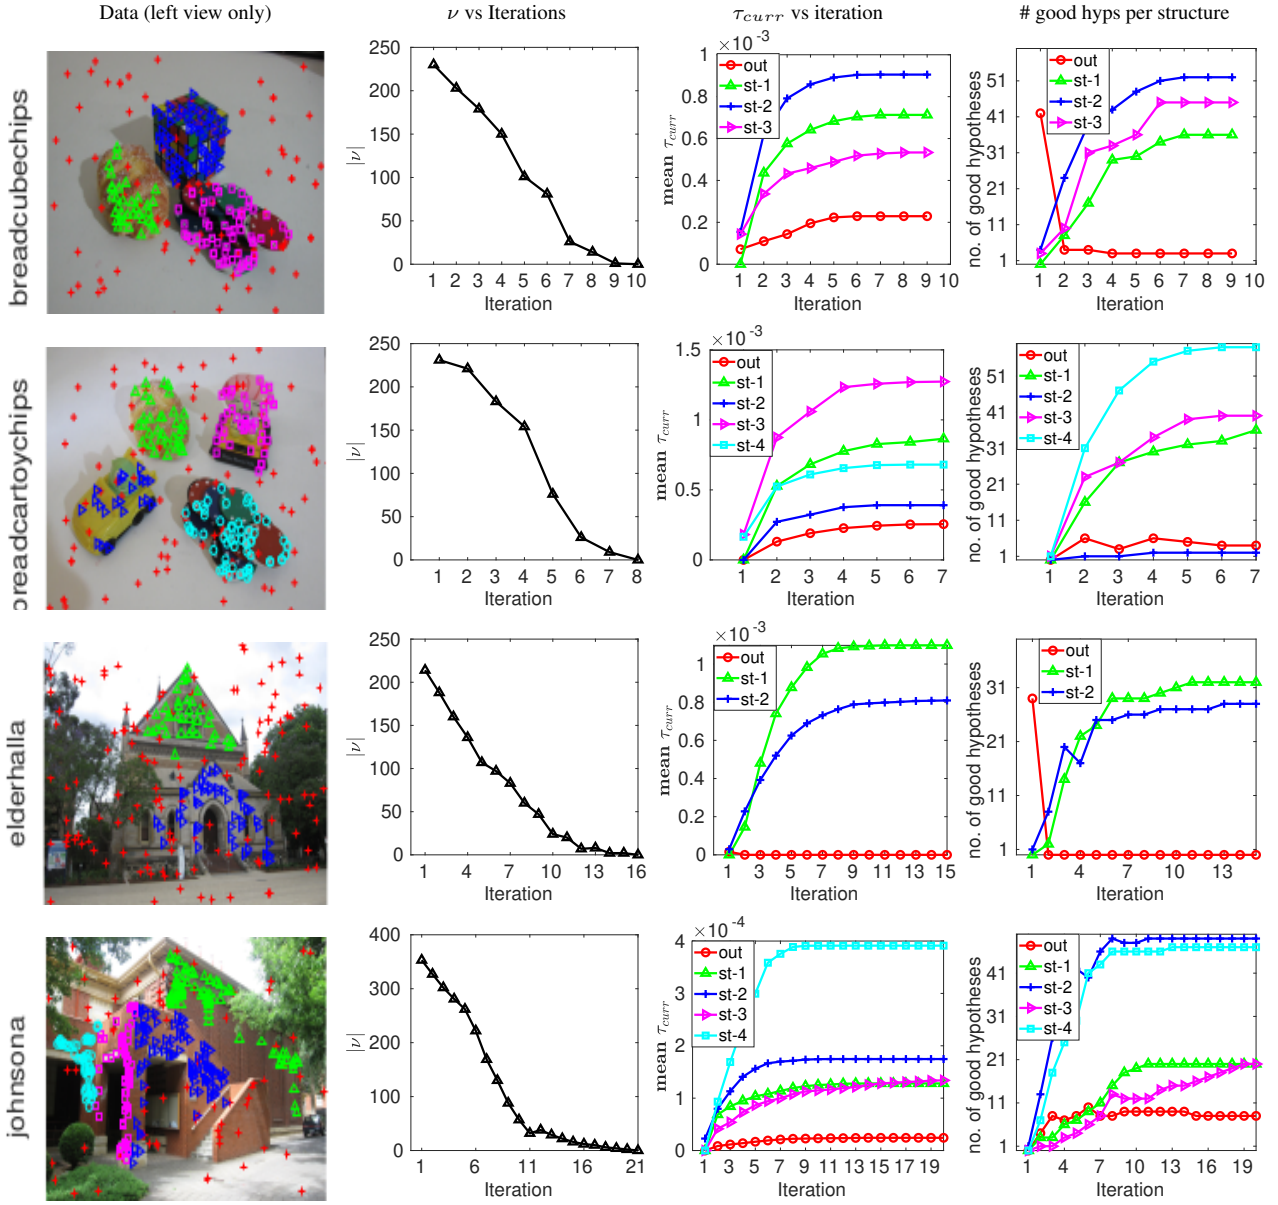 Data (left view only)
ν vs Iterations
τcurr vs iteration
# good hyps per structure
breadcubechips
250
200
150
100
50
0
|ν|
1 2 3 4 5 6 7 8 9 10
Iteration
×10 -3
1
0.8
0.6
0.4
0.2
0
mean τcurr
out
st-1
st-2
st-3
1 2 3 4 5 6 7 8 9 10
Iteration
51
41
31
21
11
1
no. of good hypotheses
out
st-1
st-2
st-3
1 2 3 4 5 6 7 8 9 10
Iteration
breadcartoychips
250
200
150
100
50
0
|ν|
1 2 3 4 5 6 7 8
Iteration
×10 -3
1.5
1
0.5
0
mean τcurr
out
st-1
st-2
st-3
st-4
1 2 3 4 5 6 7
Iteration
51
41
31
21
11
1
no. of good hypotheses
out
st-1
st-2
st-3
st-4
1 2 3 4 5 6 7
Iteration
elderhalla
250
200
150
100
50
0
|ν|
1 4 7 10 13 16
Iteration
×10 -3
1
0.8
0.6
0.4
0.2
0
mean τcurr
out
st-1
st-2
1 3 5 7 9 11 13 15
Iteration
31
21
11
1
no. of good hypotheses
out
st-1
st-2
1 4 7 10 13
Iteration
johnsona
400
300
200
100
0
|ν|
1 6 11 16 21
Iteration
×10 -4
4
3
2
1
0
mean τcurr
out
st-1
st-2
st-3
st-4
1 3 5 7 9 11 13 15 17 19
Iteration
41
31
21
11
1
no. of good hypotheses
out
st-1
st-2
st-3
st-4
1 4 7 10 13 16 20
Iteration